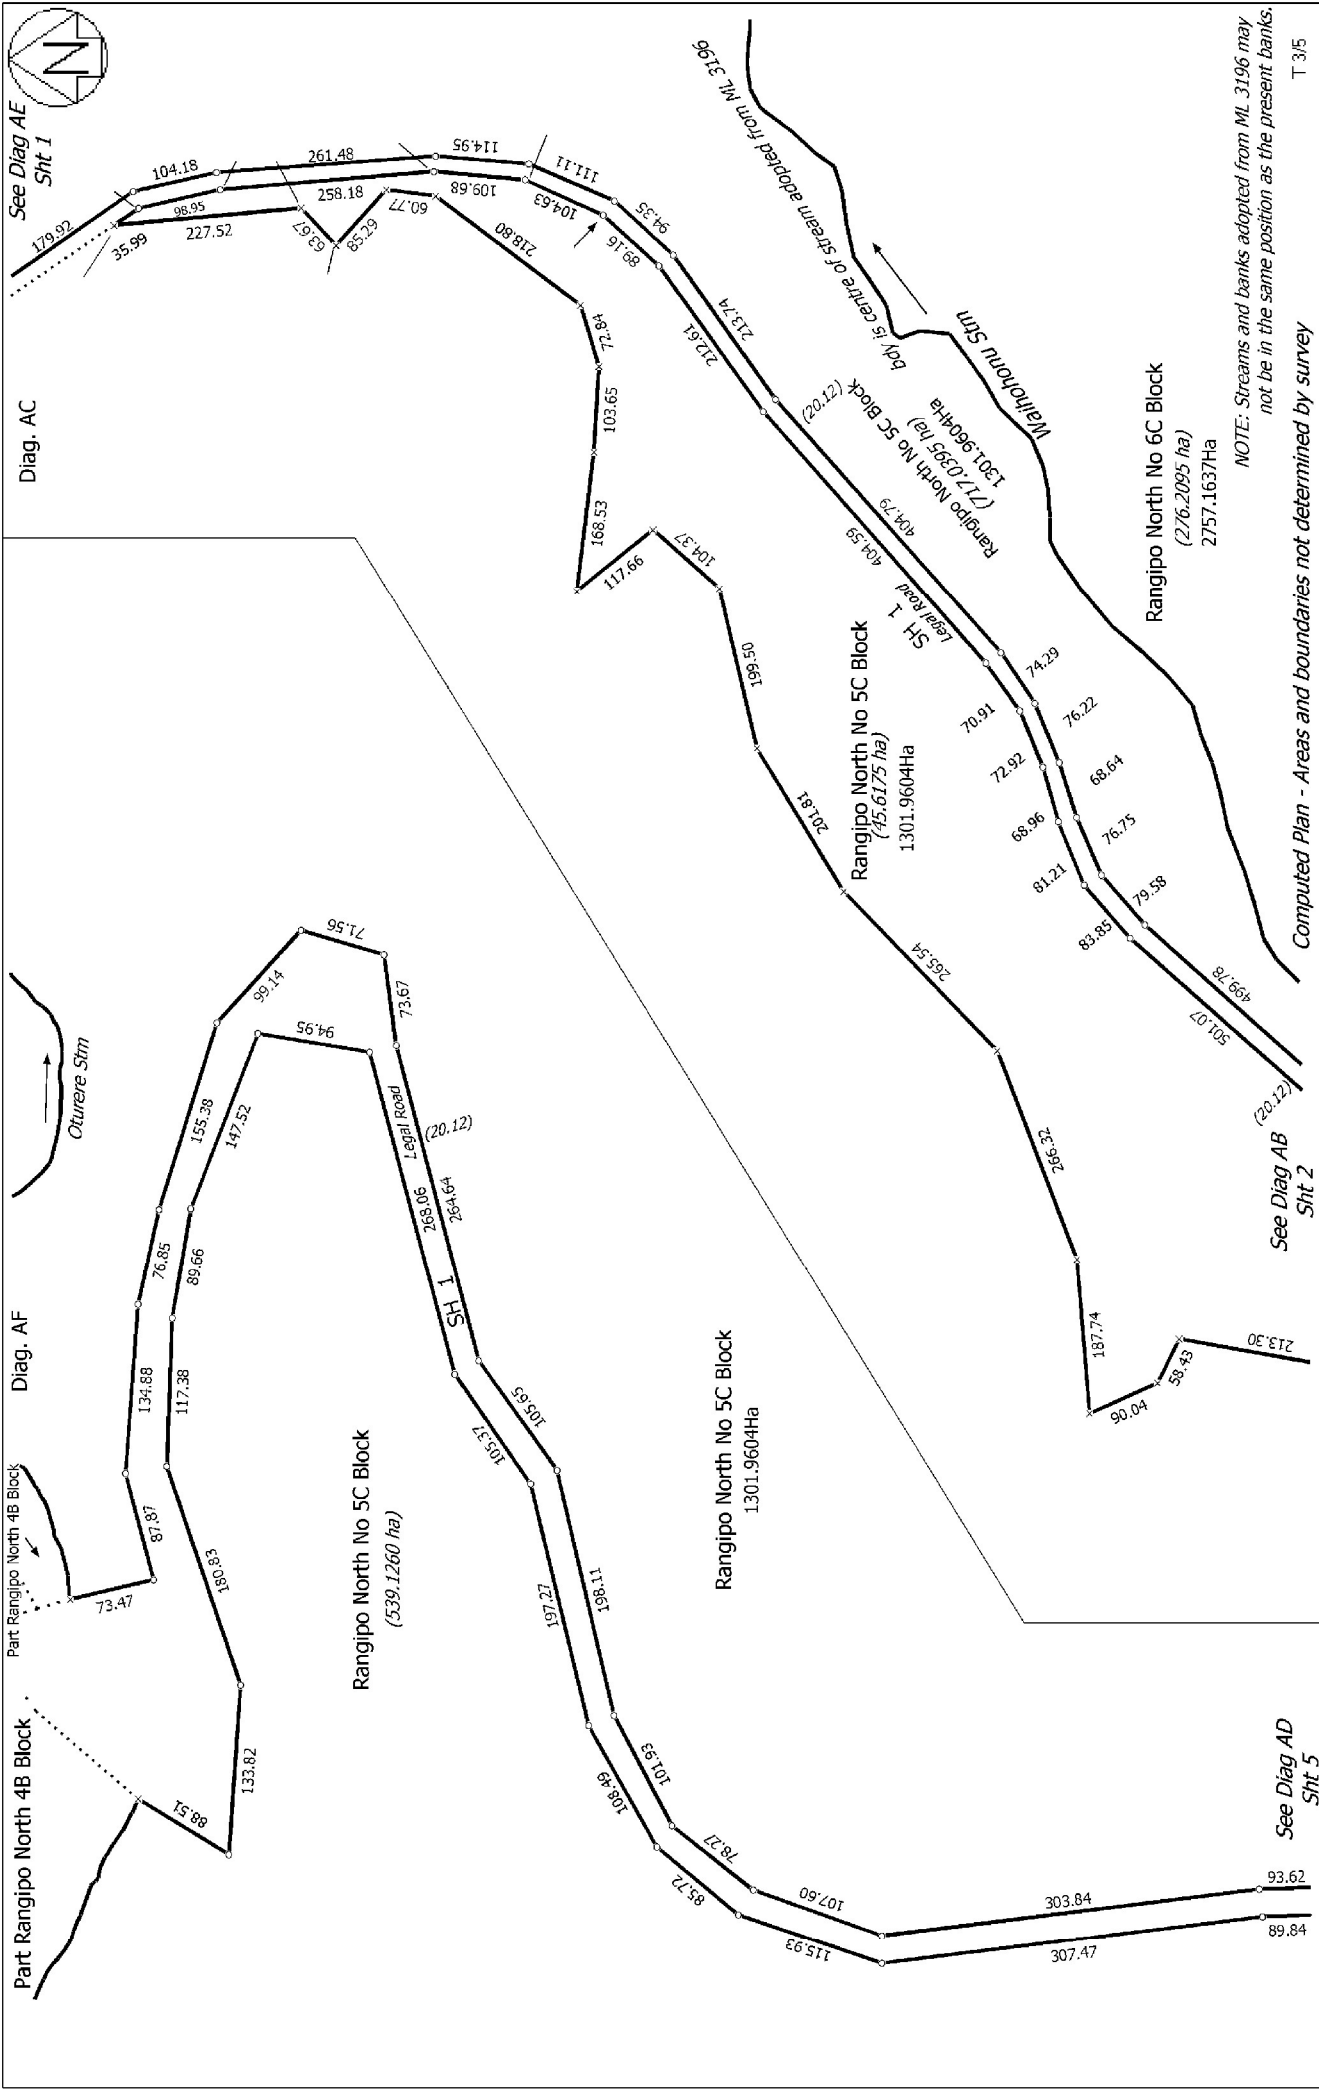 Part Rangipo North 4B Block
Part Rangipo North 4B Block
Diag. AF
Oturere Stm
Diag. AC
See Diag AE
Sht 1
N
88.51
133.82
180.83
73.47
87.87
134.88
117.38
76.85
89.66
155.38
147.52
99.14
94.95
71.56
73.67
Legal Road
(20.12)
268.06
264.64
SH 1
105.37
105.65
197.27
198.11
108.49
101.93
85.72
78.27
115.93
107.60
307.47
303.84
89.84
93.62
Rangipo North No 5C Block
(539.1260 ha)
Rangipo North No 5C Block
1301.9604Ha
See Diag AD
Sht 5
179.92
35.99
104.18
98.95
227.52
261.48
258.18
63.67
85.29
60.77
114.95
109.68
111.11
104.63
218.80
94.35
89.16
72.84
103.65
168.53
117.66
104.37
199.50
201.81
265.54
266.32
187.74
90.04
58.43
213.30
213.74
212.61
(20.12)
404.79
404.59
Legal Road
SH 1
74.29
70.91
76.22
72.92
68.64
68.96
76.75
81.21
79.58
83.85
499.78
501.07
(20.12)
Rangipo North No 5C Block
(45.6175 ha)
1301.9604Ha
Rangipo North No 5C Block
(717.0395 ha)
1301.9604Ha
bdy is centre of stream adopted from ML 3196
Waihohonu Stm
Rangipo North No 6C Block
(276.2095 ha)
2757.1637Ha
See Diag AB
Sht 2
NOTE: Streams and banks adopted from ML 3196 may
not be in the same position as the present banks.
Computed Plan - Areas and boundaries not determined by survey
T 3/5